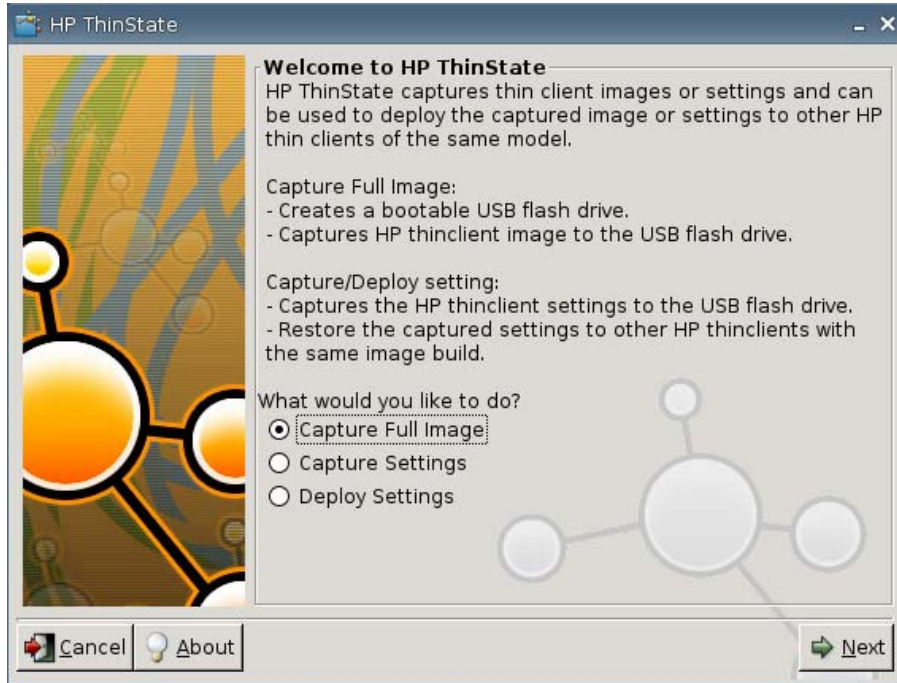 HP ThinState
Welcome to HP ThinState
HP ThinState captures thin client images or settings and can
be used to deploy the captured image or settings to other HP
thin clients of the same model.
Capture Full Image:
- Creates a bootable USB flash drive.
- Captures HP thinclient image to the USB flash drive.
Capture/Deploy setting:
- Captures the HP thinclient settings to the USB flash drive.
- Restore the captured settings to other HP thinclients with
the same image build.
What would you like to do?
Capture Full Image
Capture Settings
Deploy Settings
Cancel
About
Next